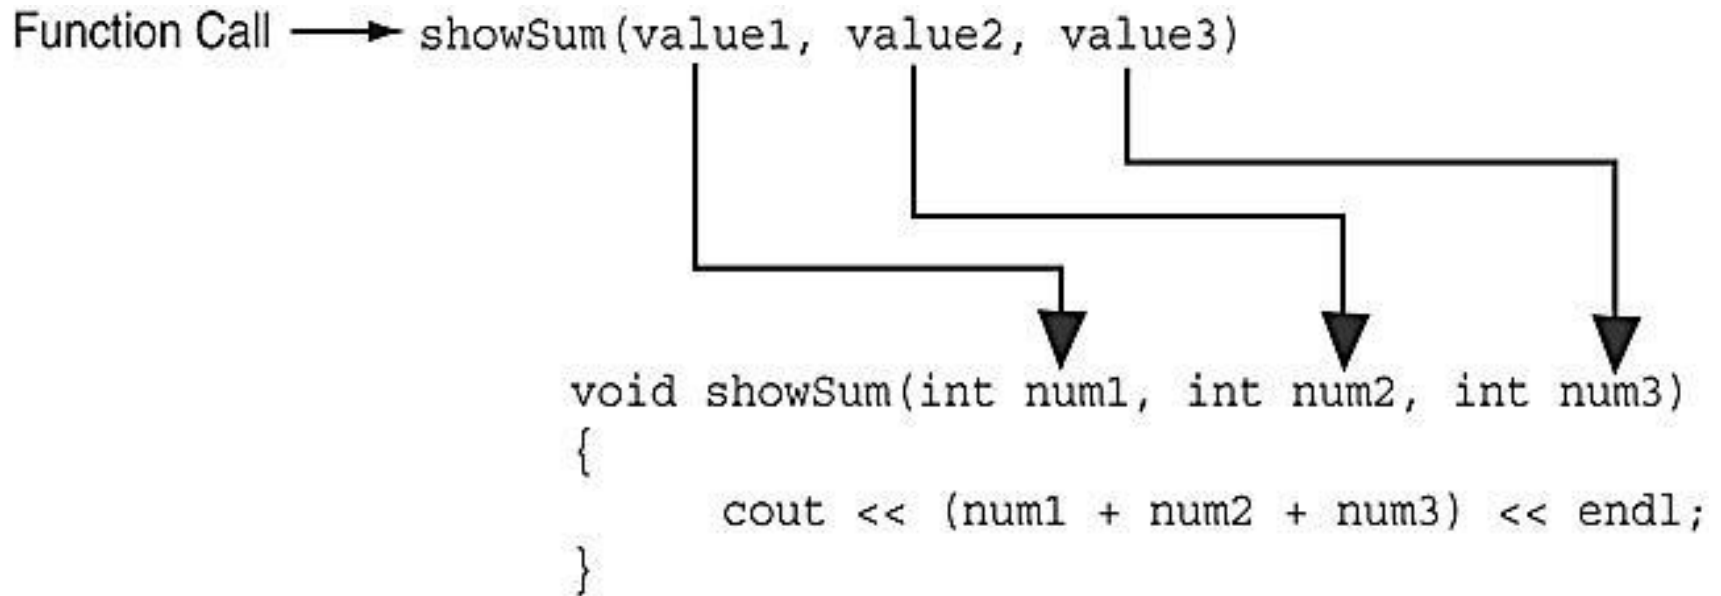 Function Call showSum(value1, value2, value3)
void showSum(int num1, int num2, int num3)
{
cout << (num1 + num2 + num3) << endl;
}